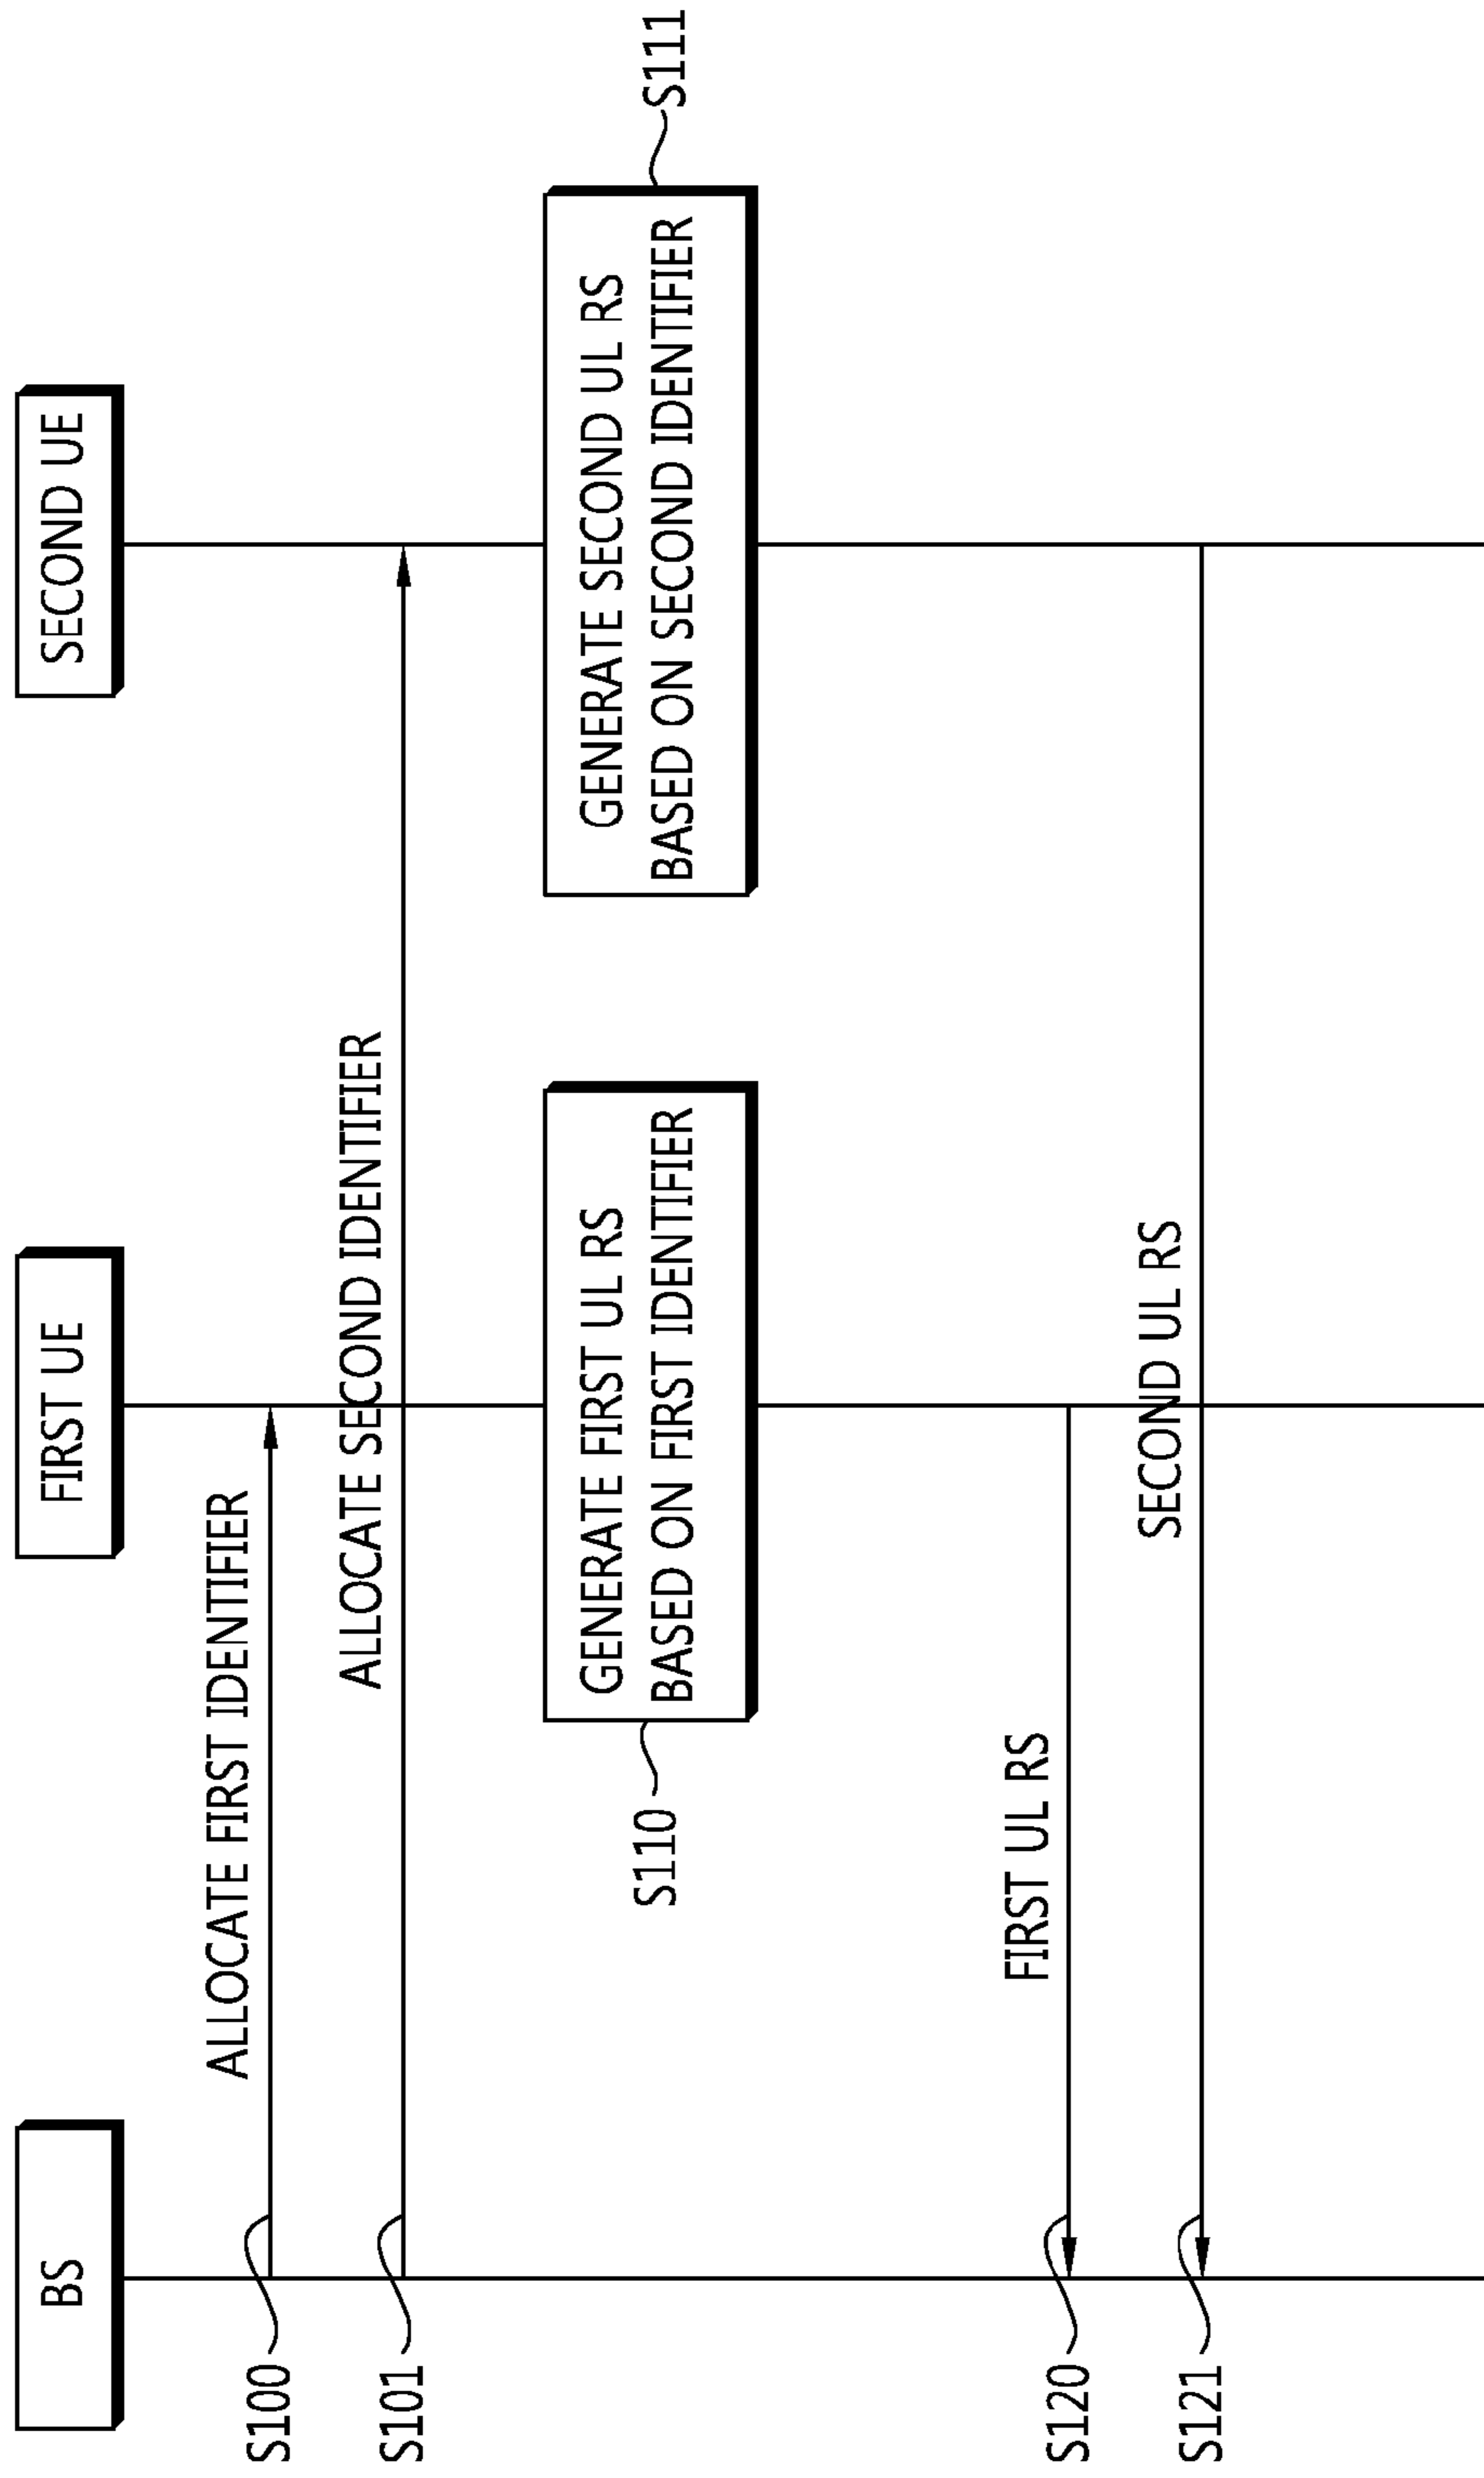 BS
FIRST UE
SECOND UE
ALLOCATE FIRST IDENTIFIER
S100
ALLOCATE SECOND IDENTIFIER
S101
S110
GENERATE FIRST UL RS
BASED ON FIRST IDENTIFIER
GENERATE SECOND UL RS
BASED ON SECOND IDENTIFIER
S111
FIRST UL RS
S120
SECOND UL RS
S121